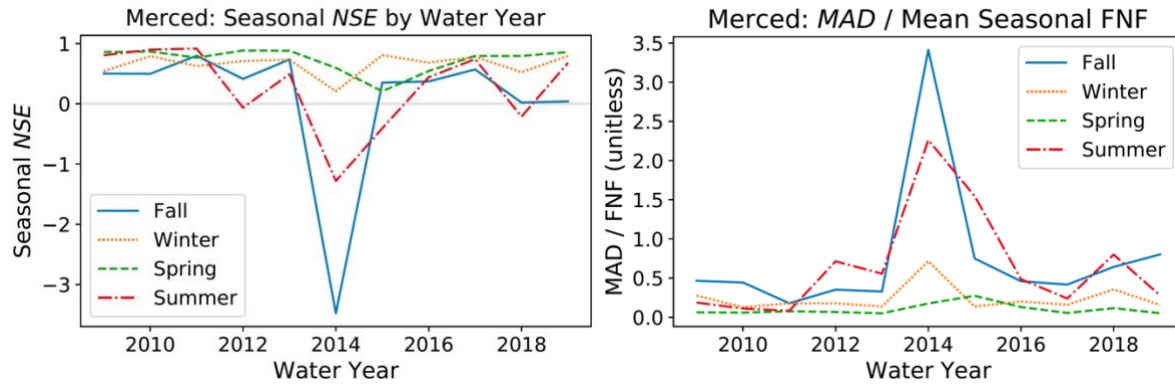 Merced: Seasonal NSE by Water Year
Seasonal NSE
1
0
−1
−2
−3
Fall
Winter
Spring
Summer
2010
2012
2014
2016
2018
Water Year
Merced: MAD / Mean Seasonal FNF
MAD / FNF (unitless)
3.5
3.0
2.5
2.0
1.5
1.0
0.5
0.0
Fall
Winter
Spring
Summer
2010
2012
2014
2016
2018
Water Year